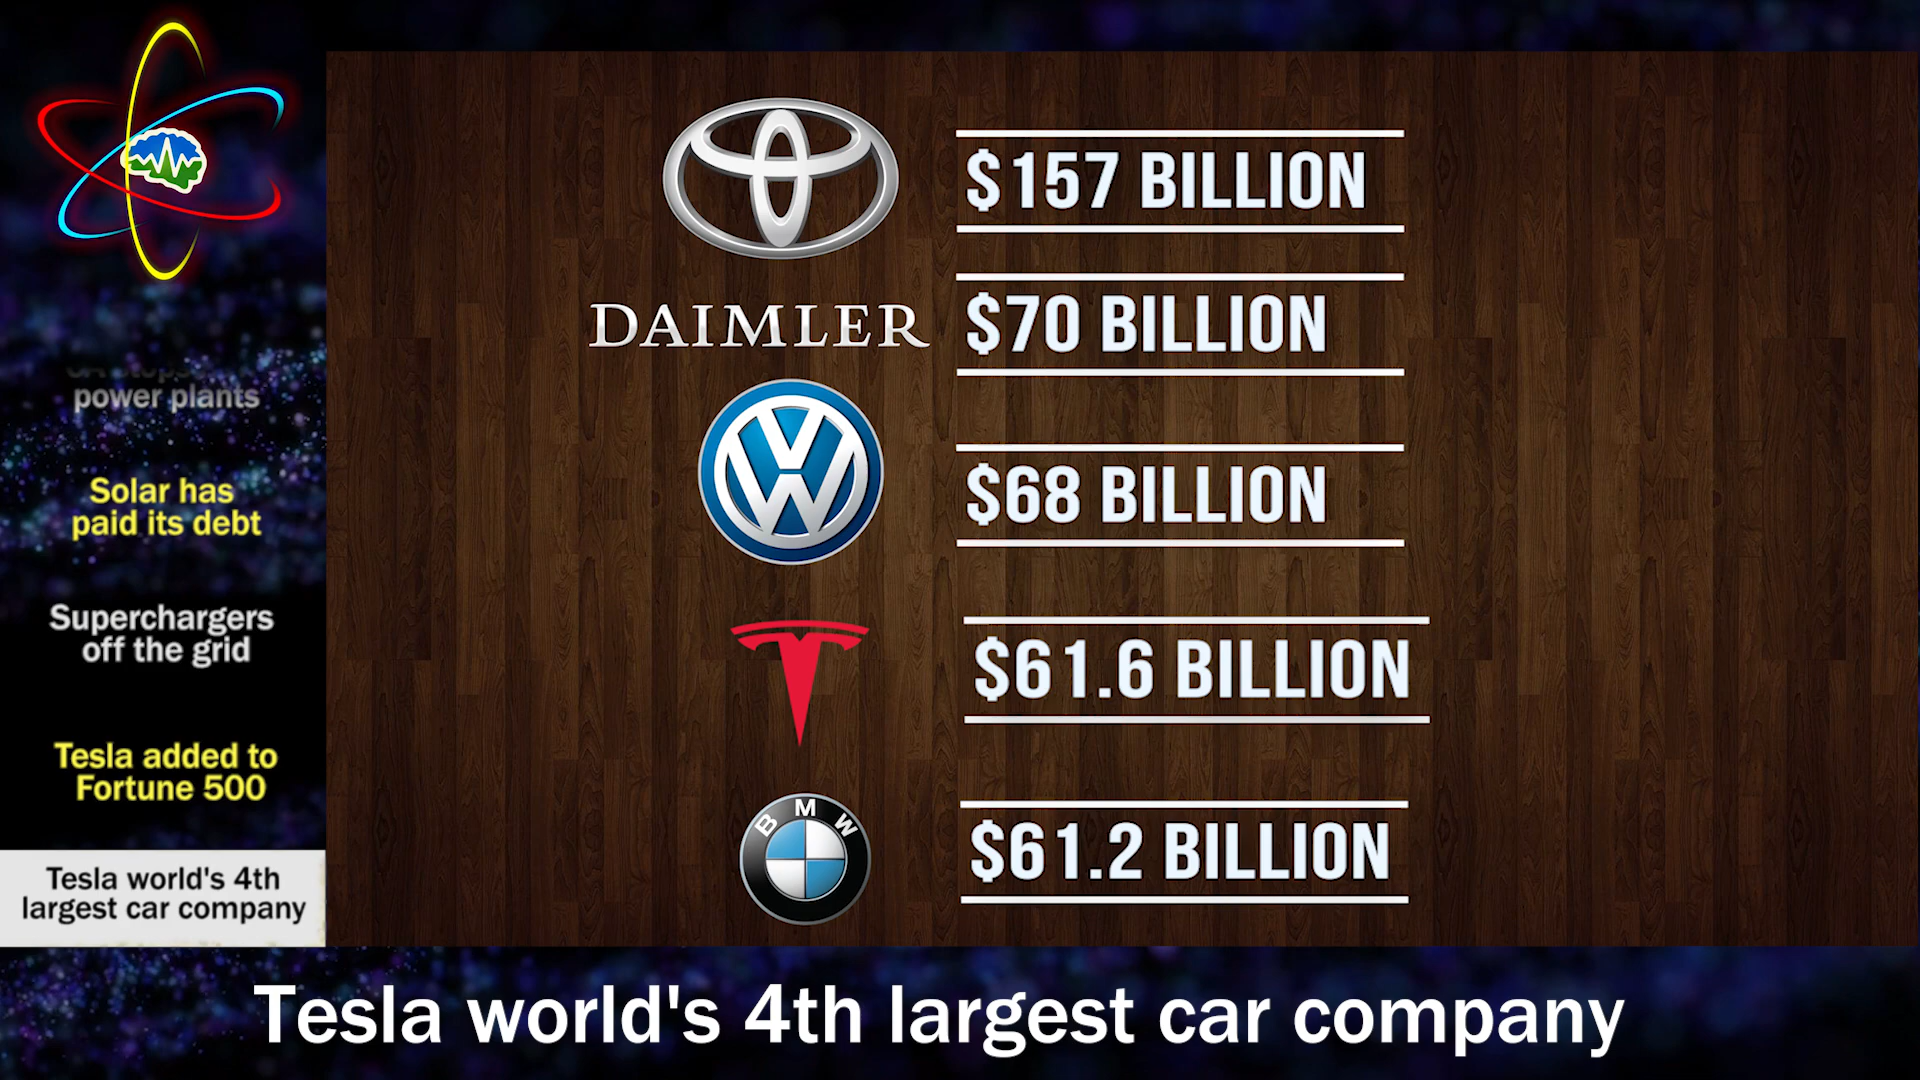 power plants
Solar has
paid its debt
Superchargers
off the grid
Tesla added to
Fortune 500
Tesla world's 4th
largest car company
$157 BILLION
DAIMLER
$70 BILLION
$68 BILLION
$61.6 BILLION
BMW
$61.2 BILLION
Tesla world's 4th largest car company